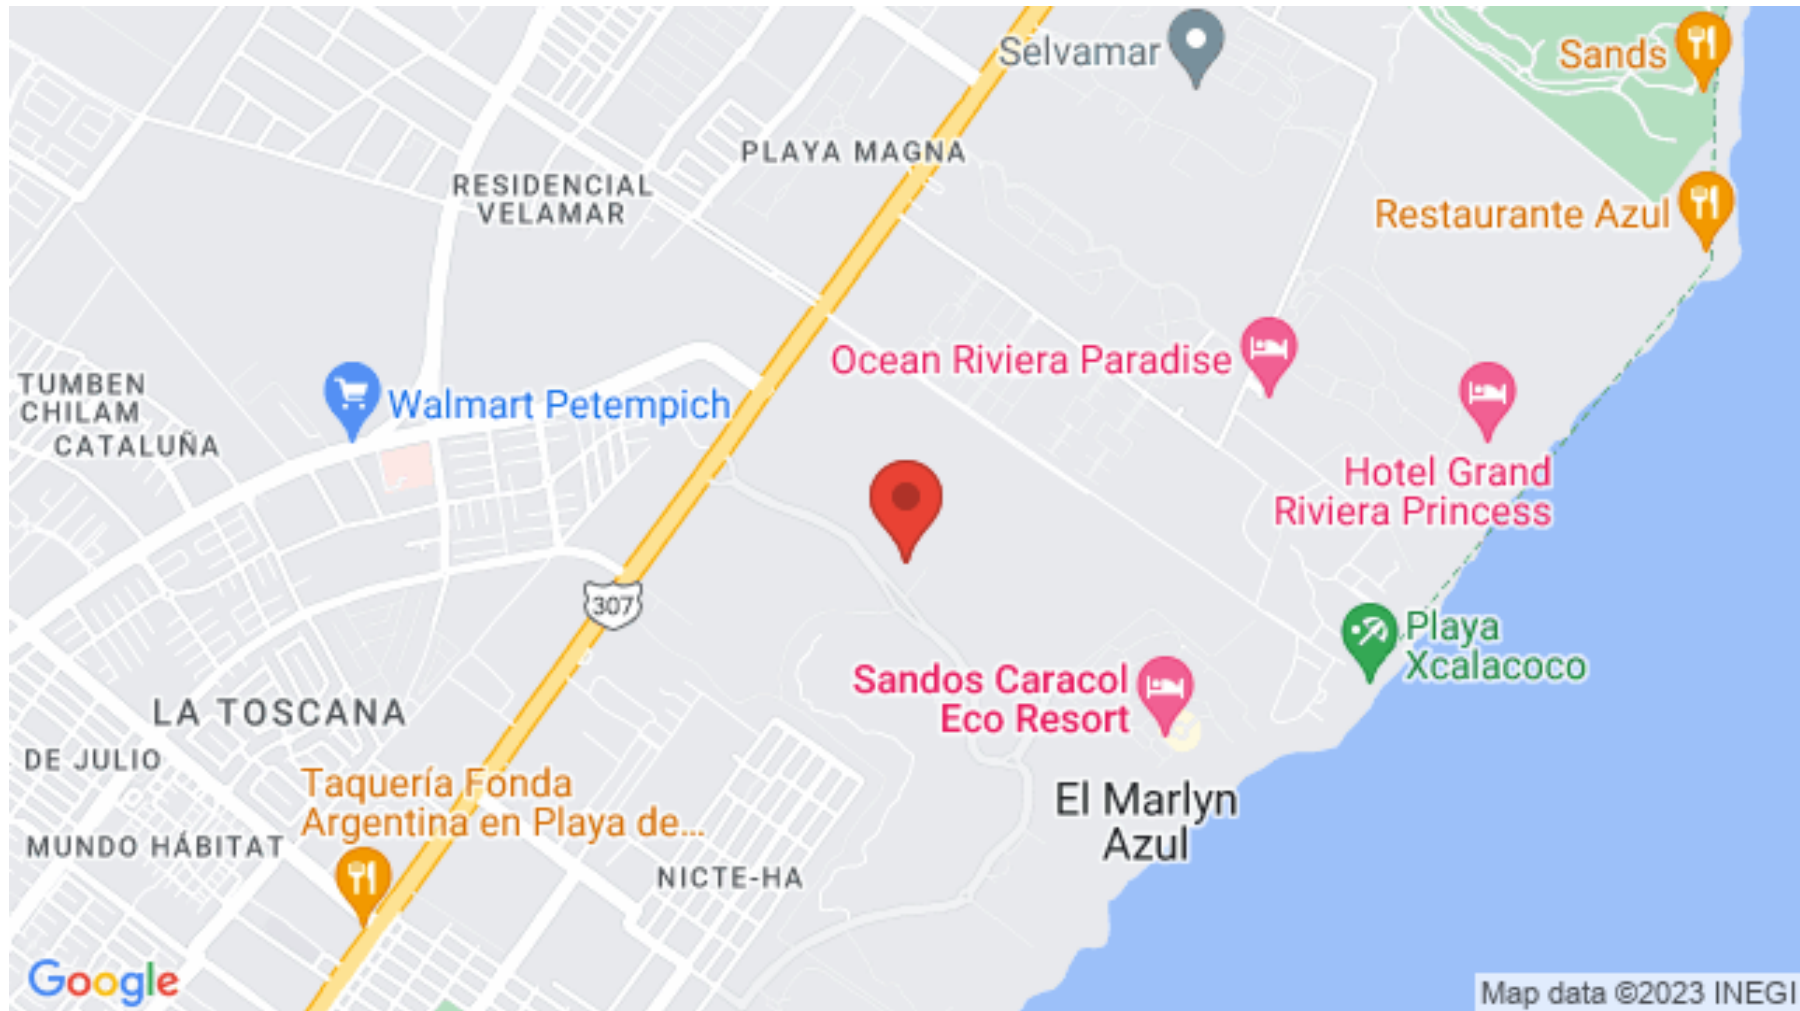 Selvamar
Sands
PLAYA MAGNA
RESIDENCIAL
VELAMAR
Restaurante Azul
Ocean Riviera Paradise
TUMBEN
CHILAM
CATALUÑA
Walmart Petempich
Hotel Grand
Riviera Princess
307
Playa
Xcalacoco
Sandos Caracol
Eco Resort
LA TOSCANA
DE JULIO
Taquería Fonda
Argentina en Playa de...
El Marlyn
Azul
MUNDO HÁBITAT
NICTE-HA
Google
Map data ©2023 INEGI